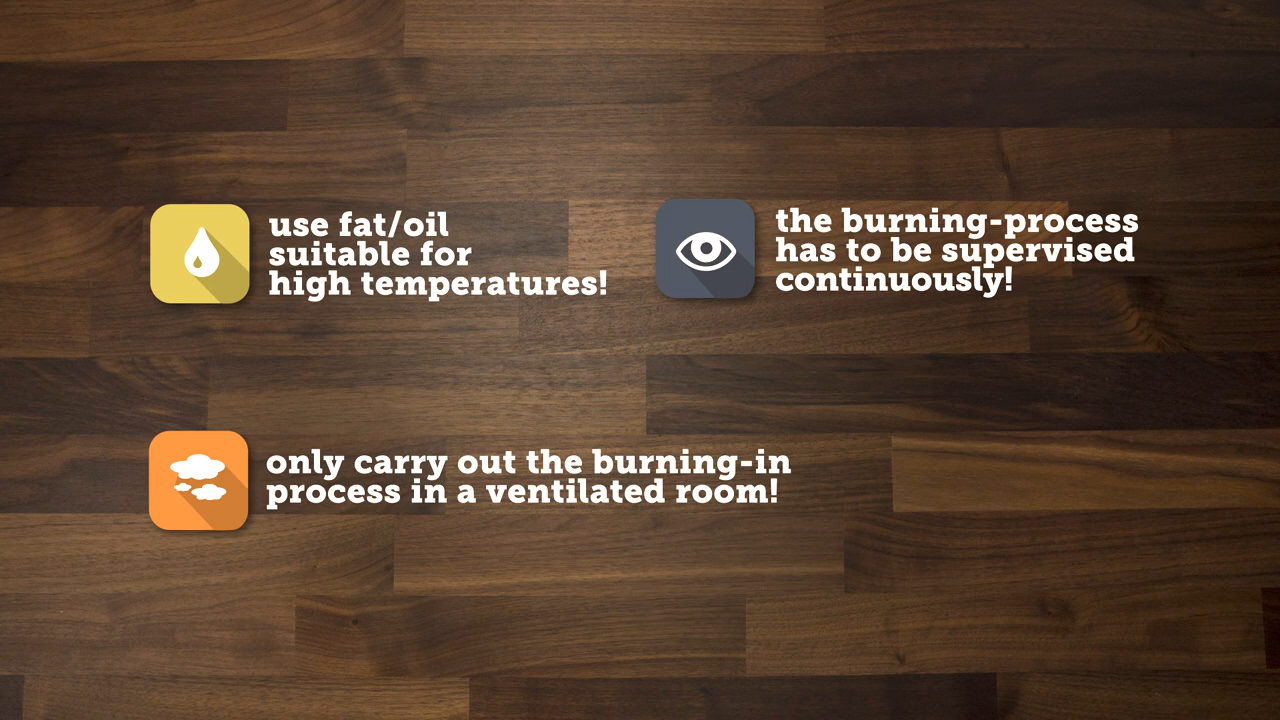 use fat/oil
suitable for
high temperatures!
the burning-process
has to be supervised
continuously!
only carry out the burning-in
process in a ventilated room!